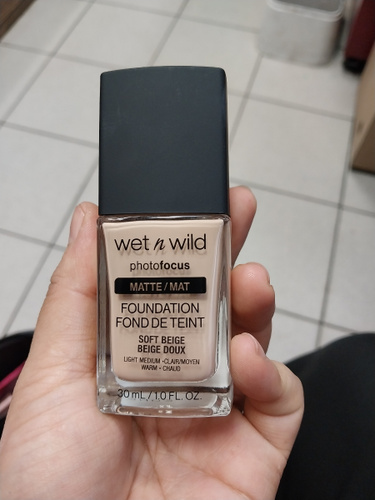 wet n wild
photofocus
MATTE/MAT
FOUNDATION
FOND DE TEINT
SOFT BEIGE
BEIGE DOUX
LIGHT MEDIUM • CLAIR/MOYEN
WARM • CHAUD
30 mL / 1.0 FL. OZ.